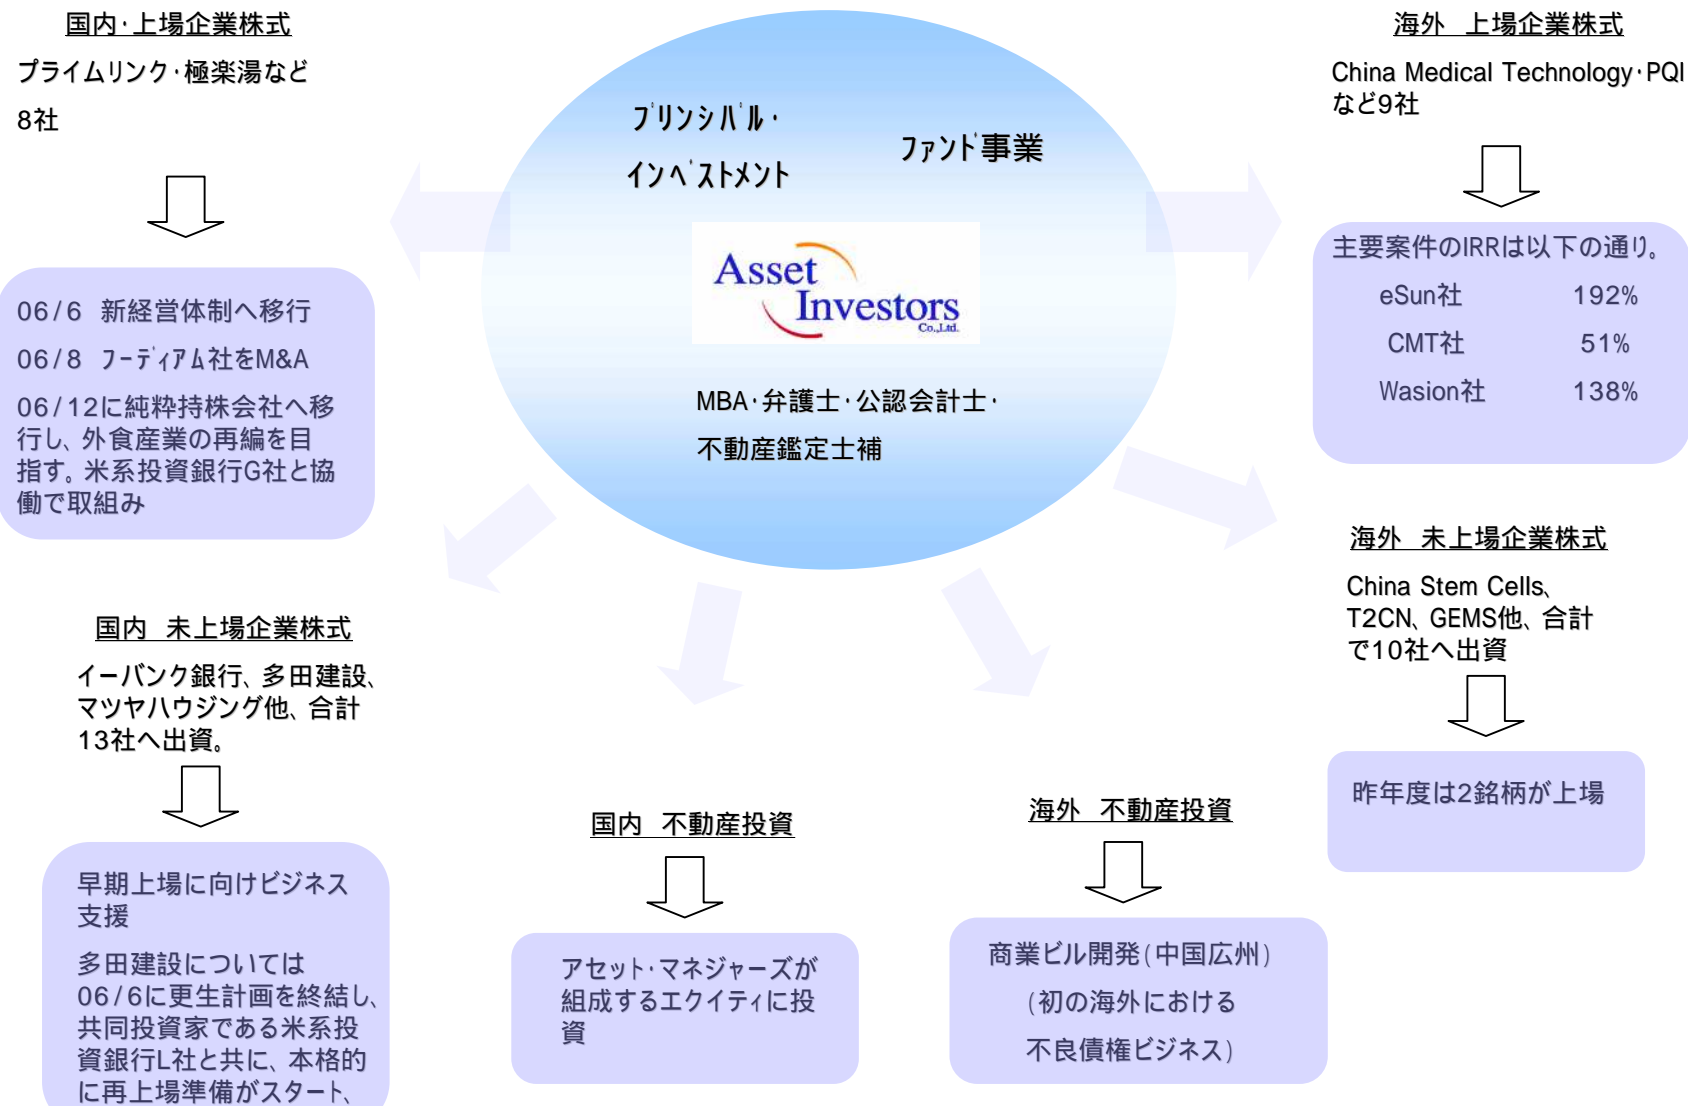 国内･上場企業株式
プライムリンク･極楽湯など
8社
06/6 新経営体制へ移行
06/8 ﾌｰﾃﾞｨｱﾑ社をM&A
06/12に純粋持株会社へ移
行し、外食産業の再編を目
指す。米系投資銀行G社と協
働で取組み
国内 未上場企業株式
イーバンク銀行、多田建設、
マツヤハウジング他、合計
13社へ出資。
早期上場に向けビジネス
支援
多田建設については
06/6に更生計画を終結し、
共同投資家である米系投
資銀行L社と共に、本格的
に再上場準備がスタート、
ﾌﾟﾘﾝｼﾊﾟﾙ･
ｲﾝﾍﾞｽﾄﾒﾝﾄ
ﾌｧﾝﾄﾞ事業
Asset
Investors
Co.,Ltd.
MBA･弁護士･公認会計士･
不動産鑑定士補
国内 不動産投資
アセット･マネジャーズが
組成するエクイティに投
資
海外 不動産投資
商業ビル開発(中国広州)
(初の海外における
不良債権ビジネス)
海外 上場企業株式
China Medical Technology･PQI
など9社
主要案件のIRRは以下の通り。
eSun社 192%
CMT社 51%
Wasion社 138%
海外 未上場企業株式
China Stem Cells、
T2CN、GEMS他、合計
で10社へ出資
昨年度は2銘柄が上場